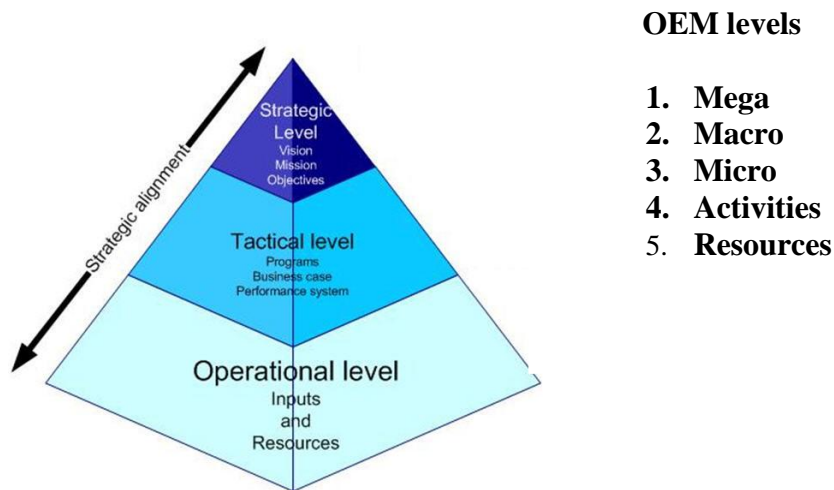 Strategic alignment
Strategic
Level
Vision
Mission
Objectives
Tactical level
Programs
Business case
Performance system
Operational level
Inputs
and
Resources
OEM levels
1. Mega
2. Macro
3. Micro
4. Activities
5. Resources